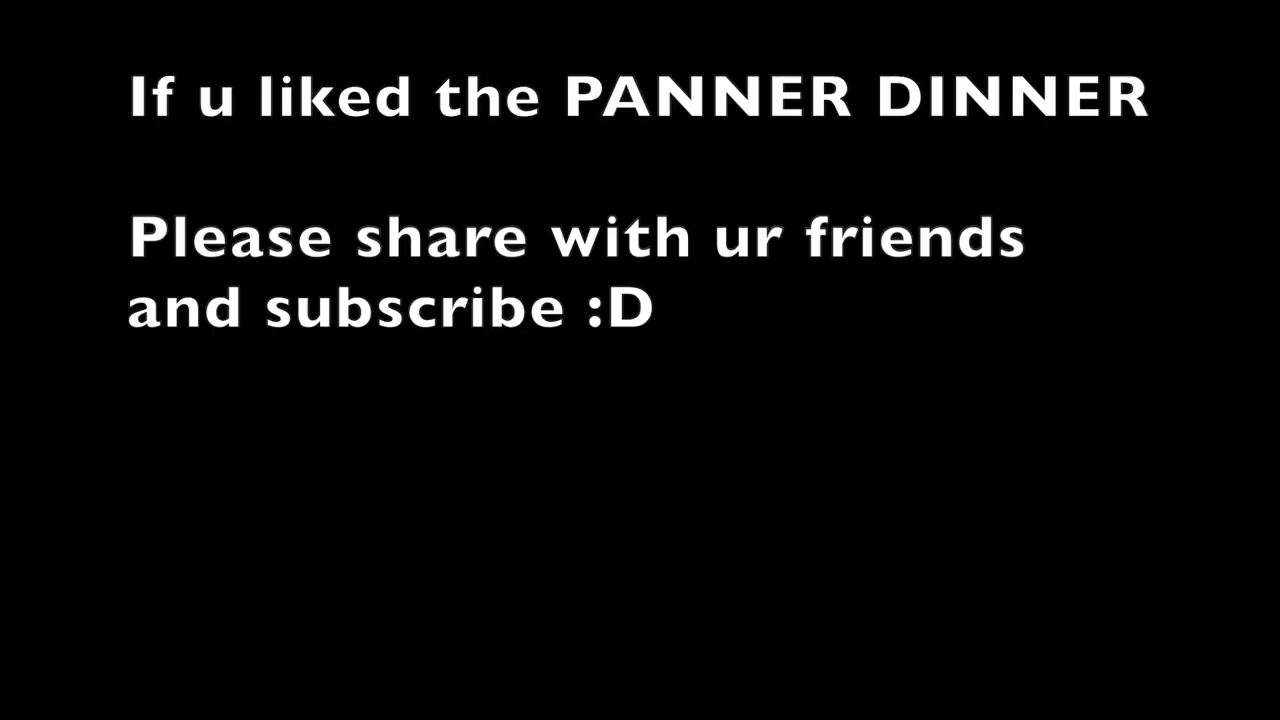 If u liked the PANNER DINNER
Please share with ur friends
and subscribe :D